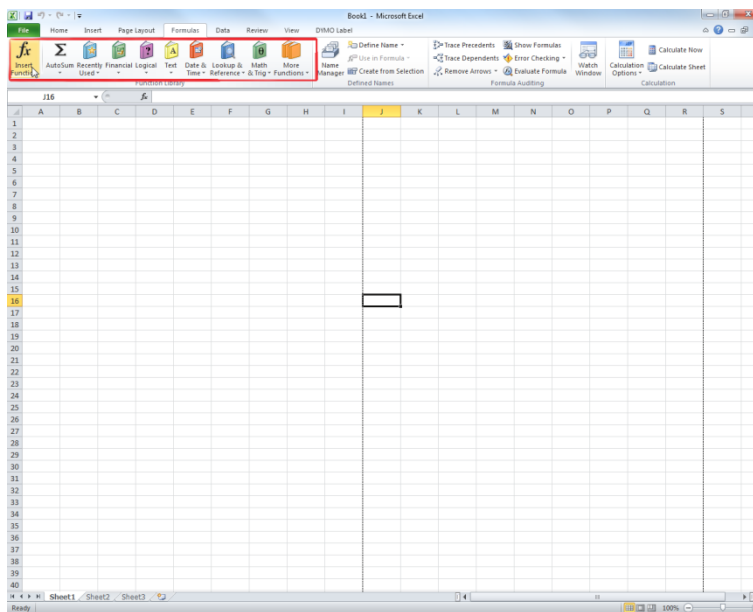 Book1 - Microsoft Excel
File Home Insert Page Layout Formulas Data Review View DYMO Label
fx Σ ? A θ
Insert Function AutoSum Recently Used Financial Logical Text Date & Time Lookup & Reference Math & Trig More Functions
Function Library
Name Manager
Define Name
Use in Formula
Create from Selection
Defined Names
Trace Precedents Show Formulas
Trace Dependents Error Checking
Remove Arrows Evaluate Formula
Formula Auditing
Watch Window
Calculation Options
Calculate Now
Calculate Sheet
Calculation
J16 fx
A B C D E F G H I J K L M N O P Q R S
1
2
3
4
5
6
7
8
9
10
11
12
13
14
15
16
17
18
19
20
21
22
23
24
25
26
27
28
29
30
31
32
33
34
35
36
37
38
39
40
Sheet1 Sheet2 Sheet3
Ready 100%